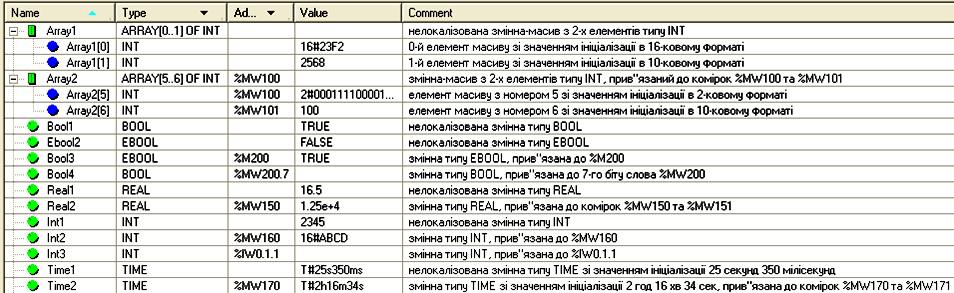 Name Type Ad... Value Comment
Array1 ARRAY[0..1] OF INT нелокалізована змінна-масив з 2-х елементів типу INT
Array1[0] INT 16#23F2 0-й елемент масиву зі значенням ініціалізації в 16-ковому форматі
Array1[1] INT 2568 1-й елемент масиву зі значенням ініціалізації в 10-ковому форматі
Array2 ARRAY[5..6] OF INT %MW100 змінна-масив з 2-х елементів типу INT, прив"язаний до комірок %MW100 та %MW101
Array2[5] INT %MW100 2#000111100001... елемент масиву з номером 5 зі значенням ініціалізації в 2-ковому форматі
Array2[6] INT %MW101 100 елемент масиву з номером 6 зі значенням ініціалізації в 10-ковому форматі
Bool1 BOOL TRUE нелокалізована змінна типу BOOL
Ebool2 EBOOL FALSE нелокалізована змінна типу EBOOL
Bool3 EBOOL %M200 TRUE змінна типу EBOOL, прив"язана до %M200
Bool4 BOOL %MW200.7 змінна типу BOOL, прив"язана до 7-го біту слова %MW200
Real1 REAL 16.5 нелокалізована змінна типу REAL
Real2 REAL %MW150 1.25e+4 змінна типу REAL, прив"язана до комірок %MW150 та %MW151
Int1 INT 2345 нелокалізована змінна типу INT
Int2 INT %MW160 16#ABCD змінна типу INT, прив"язана до %MW160
Int3 INT %IW0.1.1 змінна типу INT, прив"язана до %IW0.1.1
Time1 TIME T#25s350ms нелокалізована змінна типу TIME зі значенням ініціалізації 25 секунд 350 мілісекунд
Time2 TIME %MW170 T#2h16m34s змінна типу TIME зі значенням ініціалізації 2 год 16 хв 34 сек, прив"язана до комірок %MW170 та %MW171